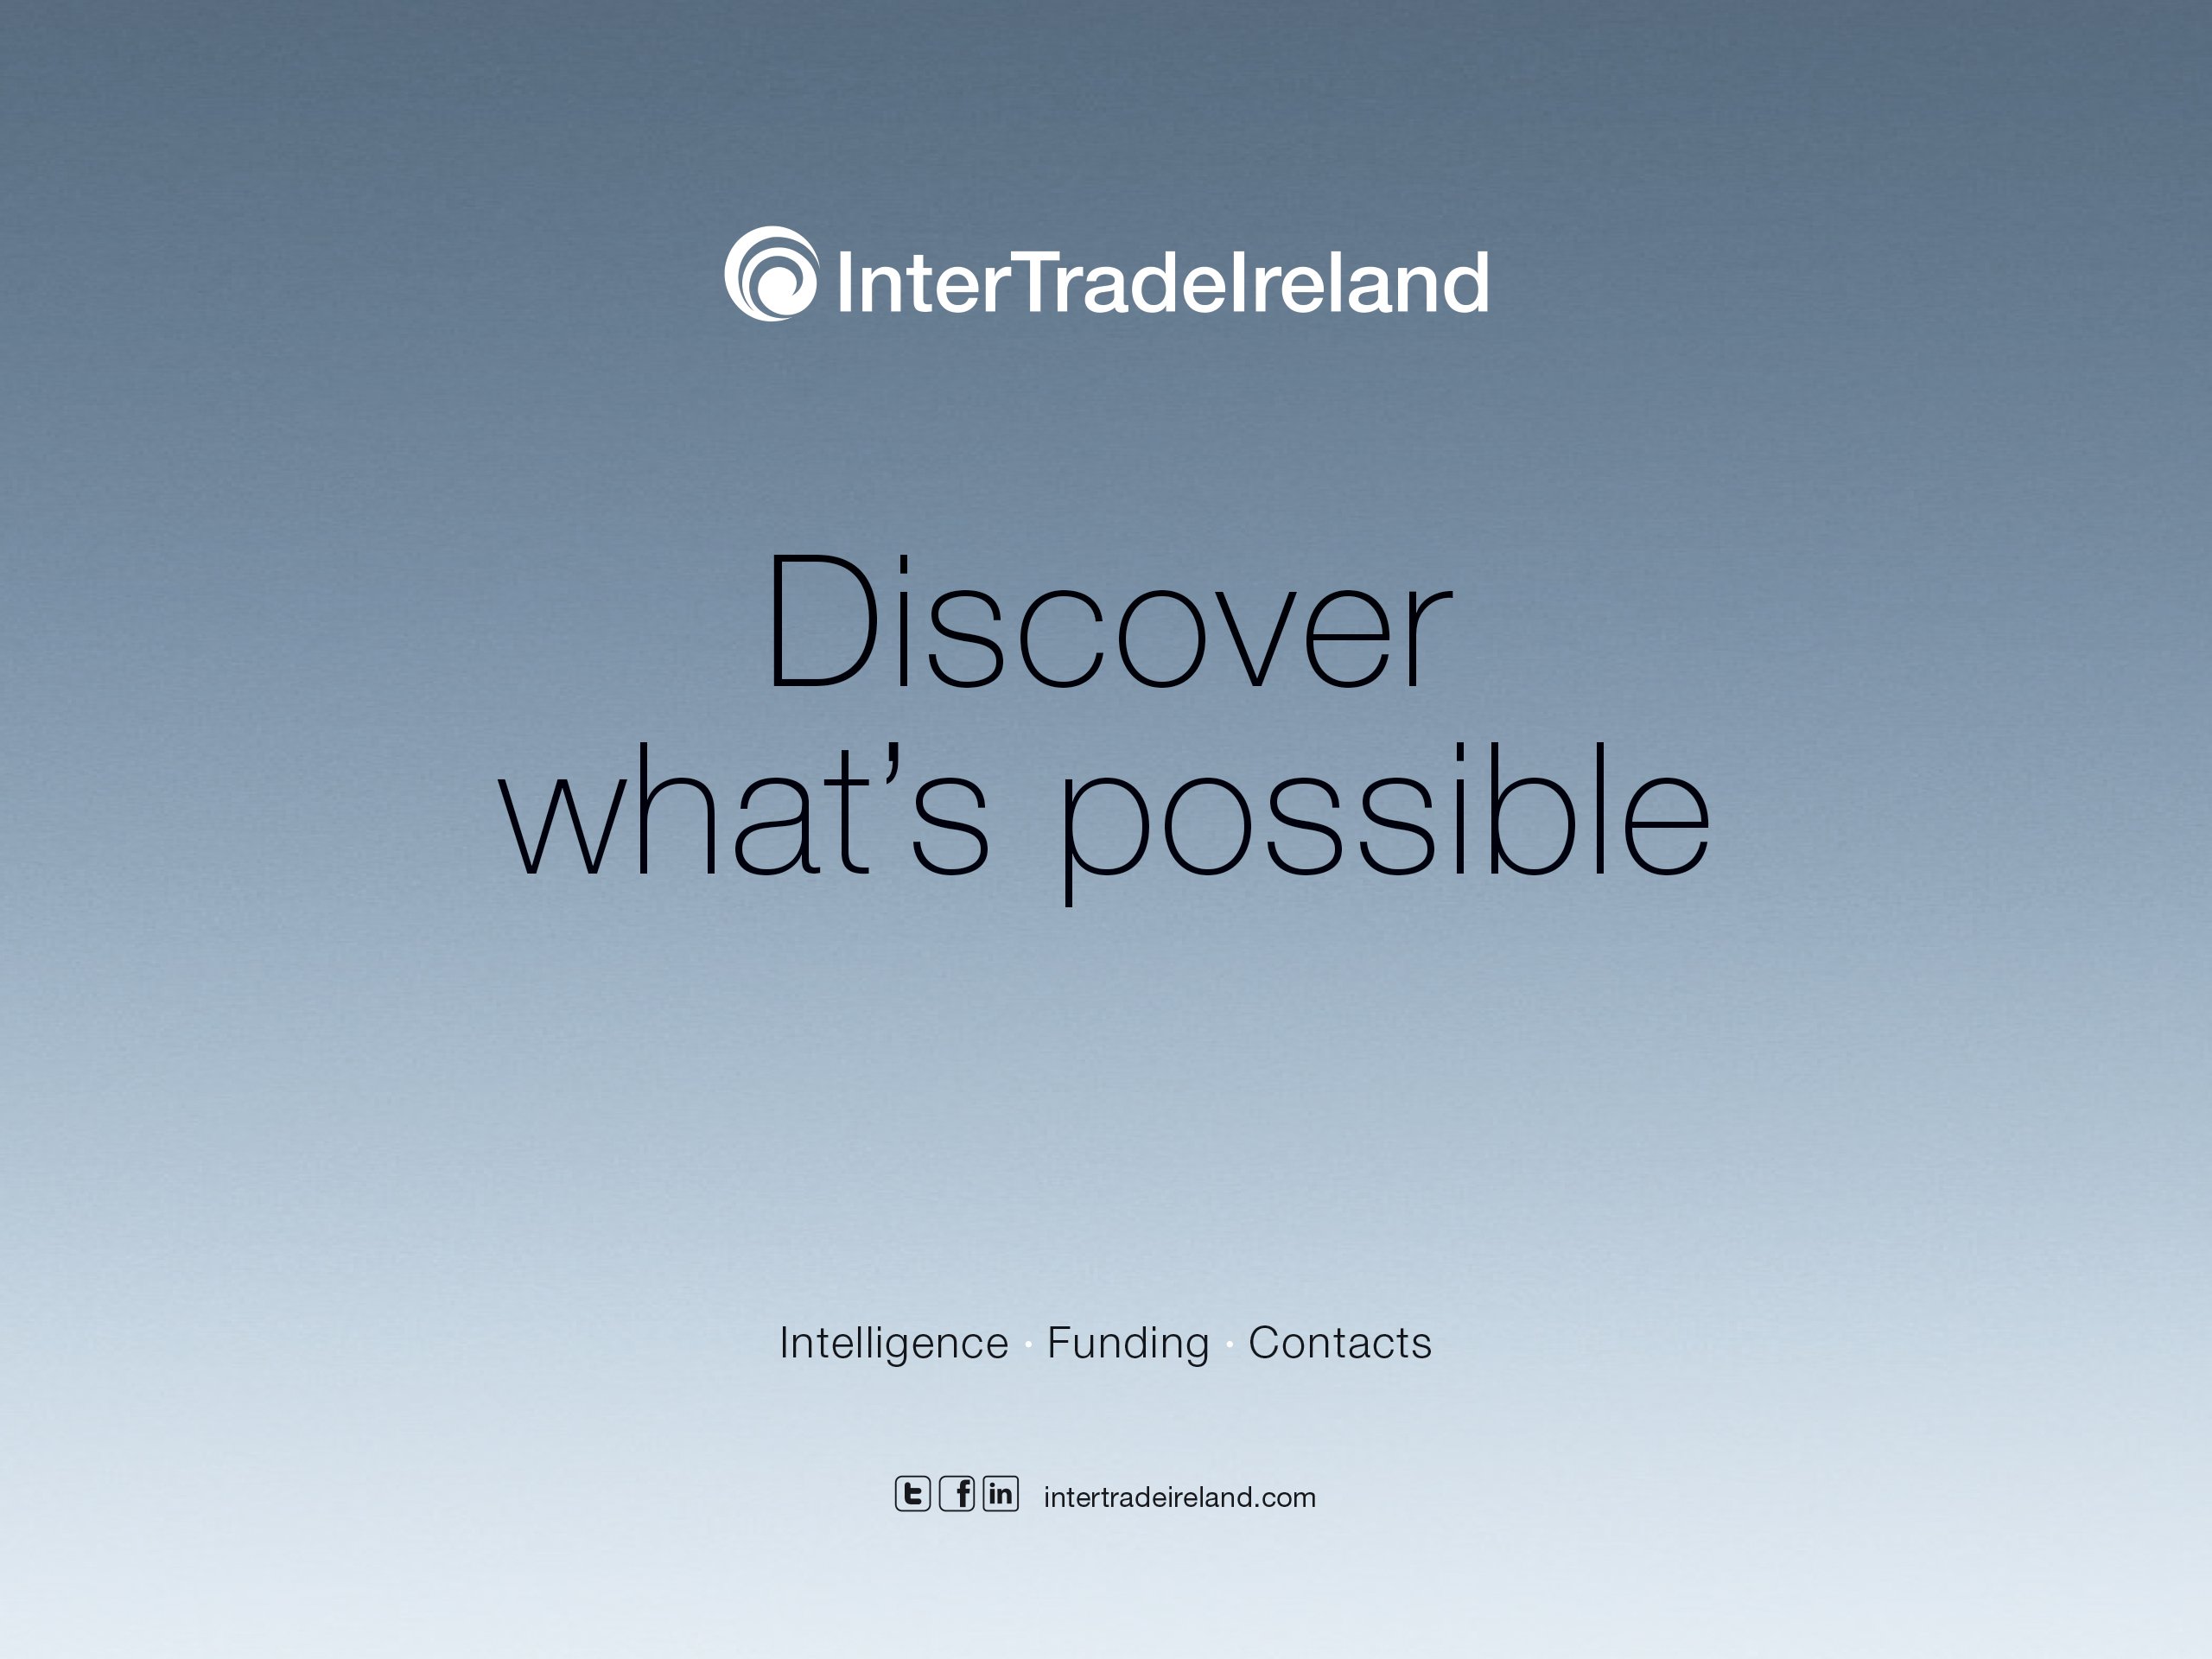 InterTradeIreland
Discover
what’s possible
Intelligence • Funding • Contacts
intertradeireland.com